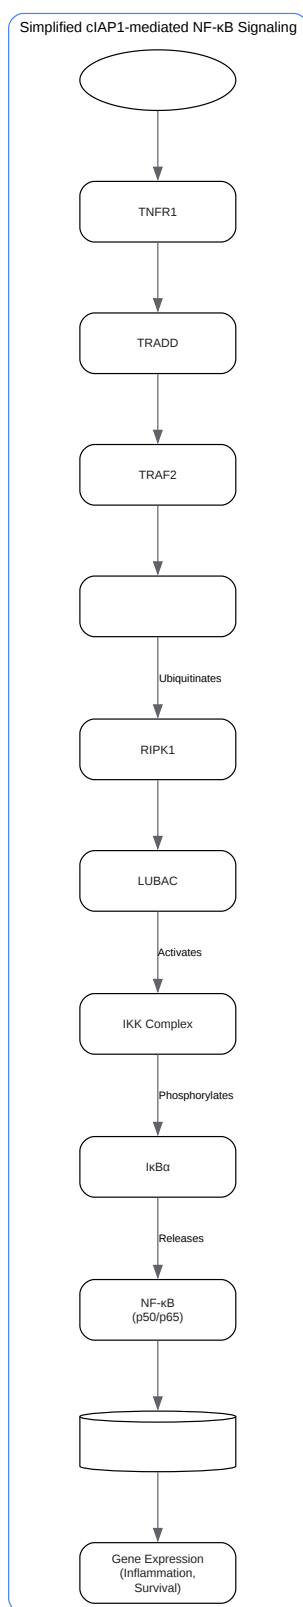 Simplified cIAP1-mediated NF-κB Signaling
TNFR1
TRADD
TRAF2
Ubiquitinates
RIPK1
LUBAC
Activates
IKK Complex
Phosphorylates
IκBα
Releases
NF-κB
(p50/p65)
Gene Expression
(Inflammation,
Survival)